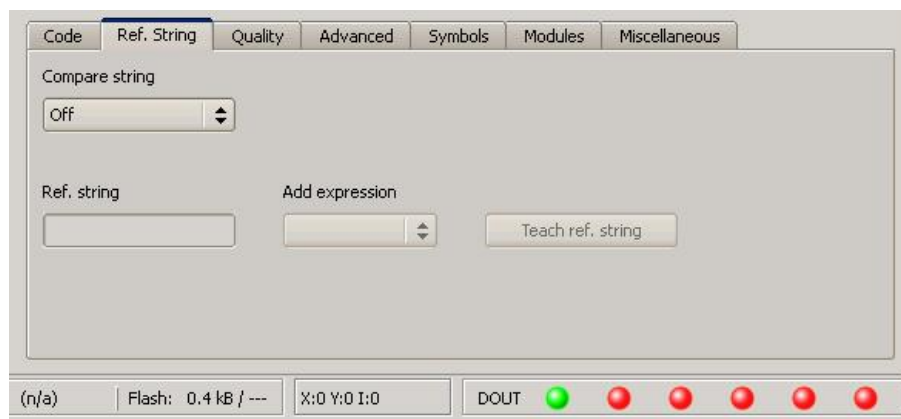 Code Ref. String Quality Advanced Symbols Modules Miscellaneous
Compare string
Off
Ref. string Add expression
Teach ref. string
(n/a) Flash: 0.4 kB / --- X:0 Y:0 I:0 DOUT